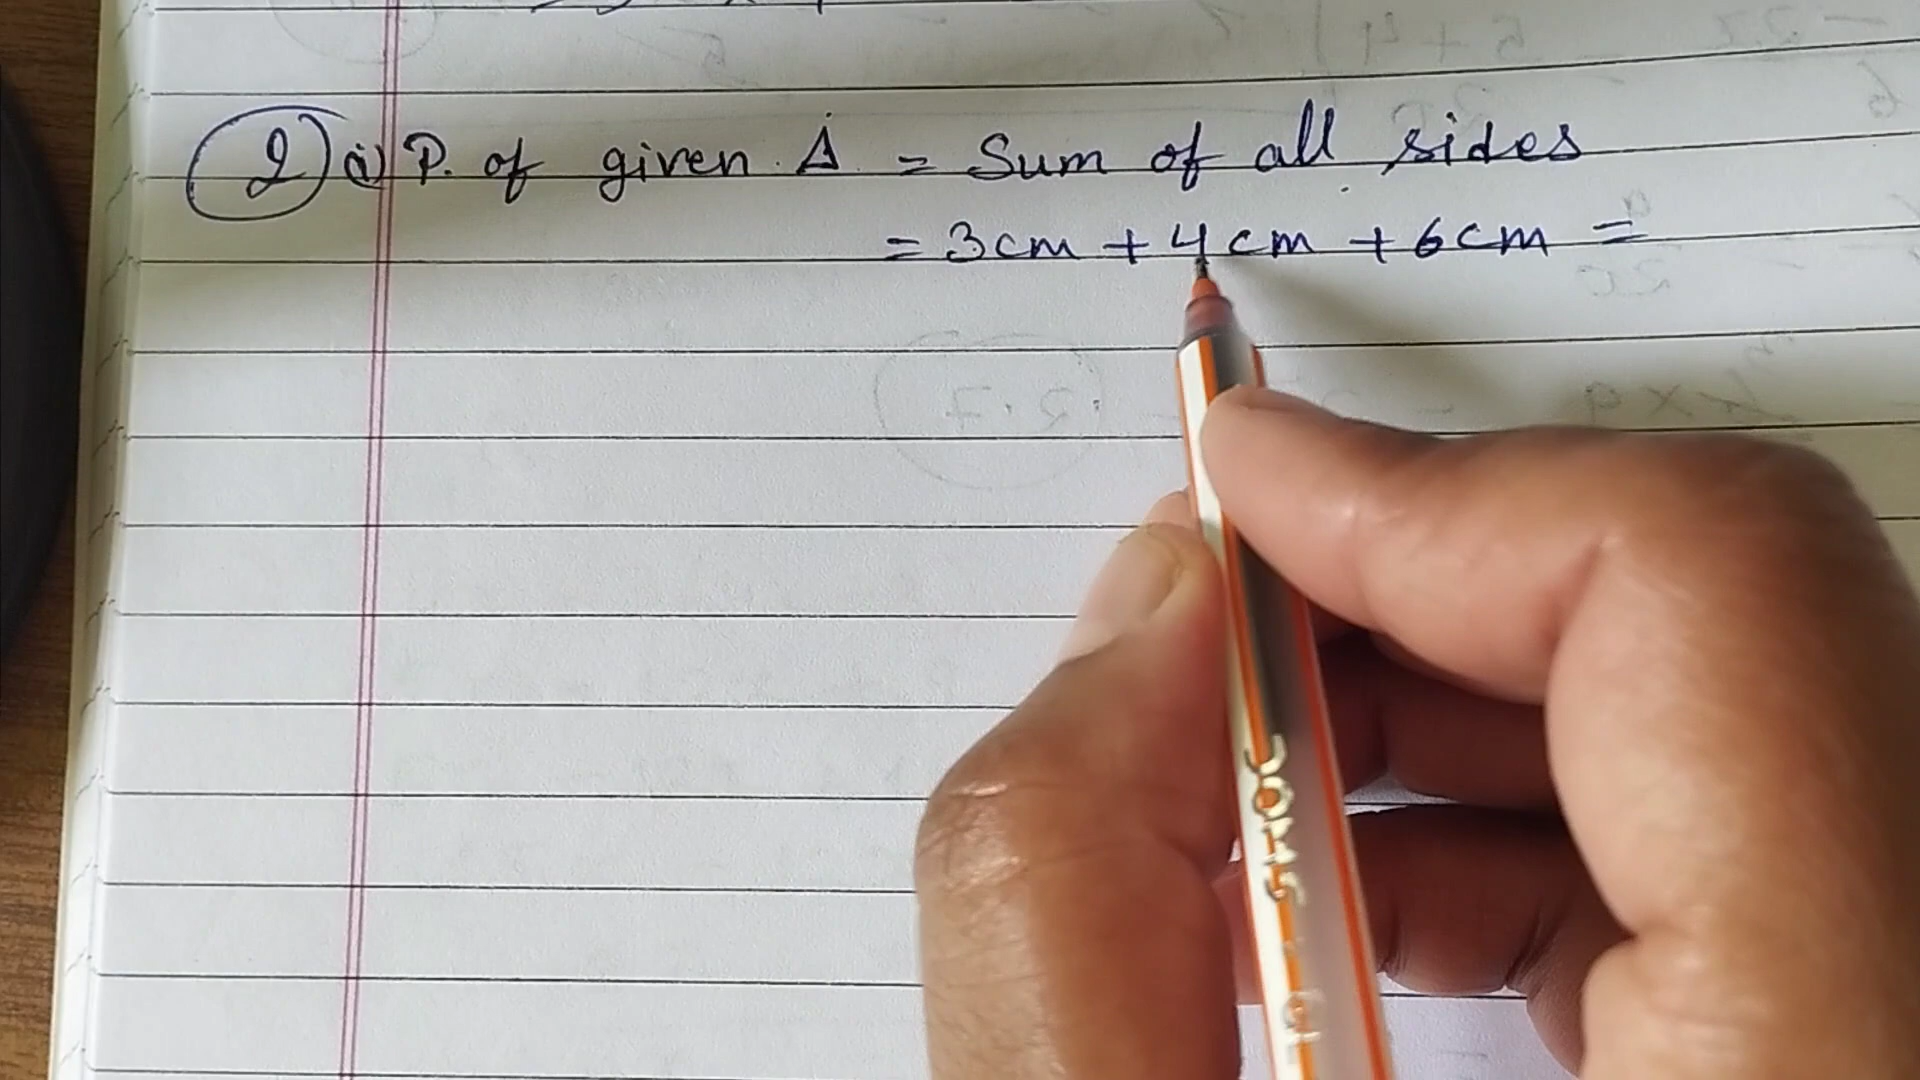 2) a) P. of given Δ = Sum of all sides
= 3cm + 4cm + 6cm =